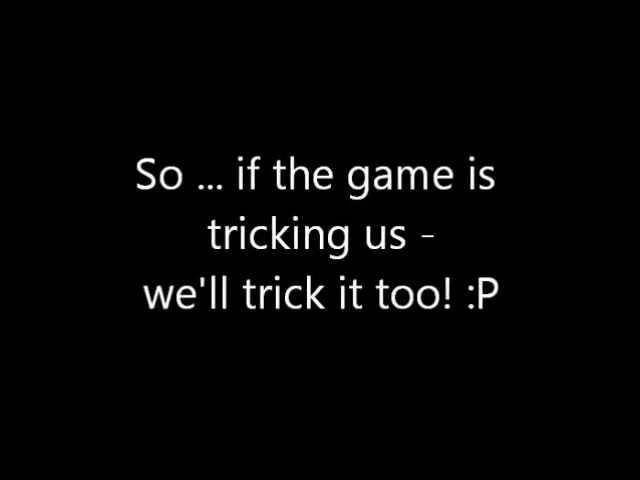 So ... if the game is
tricking us -
we'll trick it too! :P